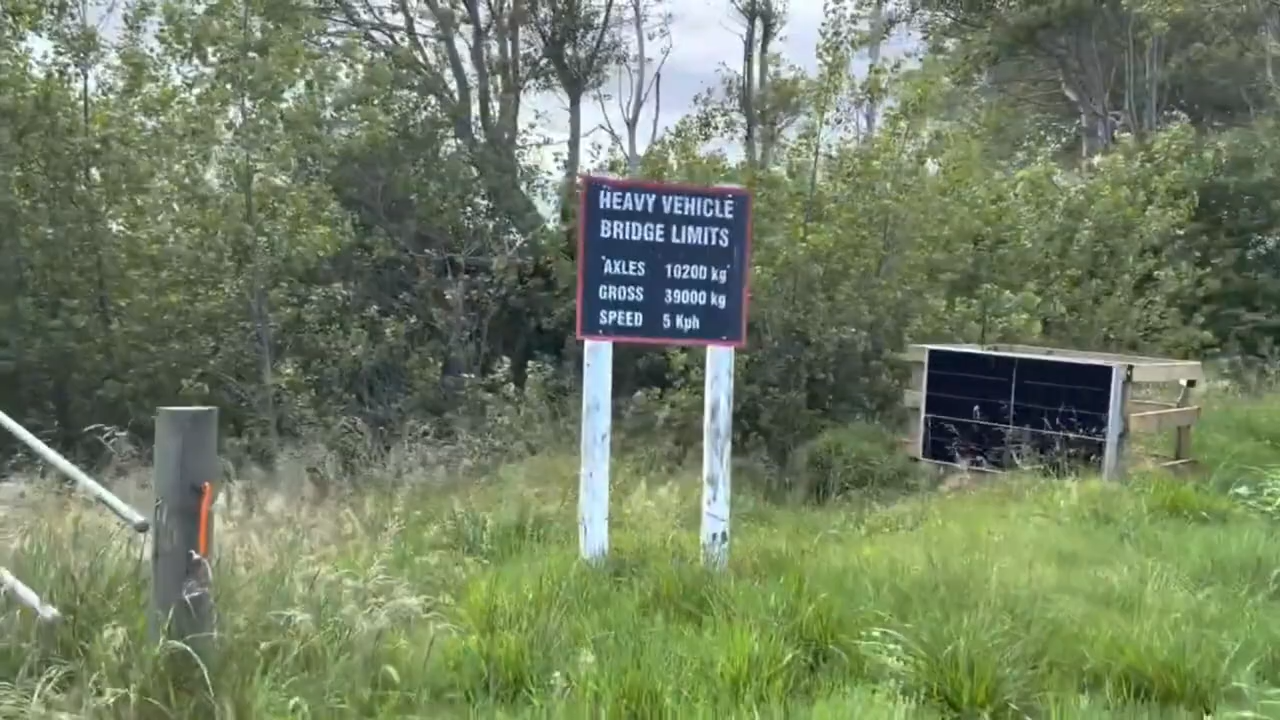 HEAVY VEHICLE
BRIDGE LIMITS
AXLES 10200 kg
GROSS 39000 kg
SPEED 5 Kph